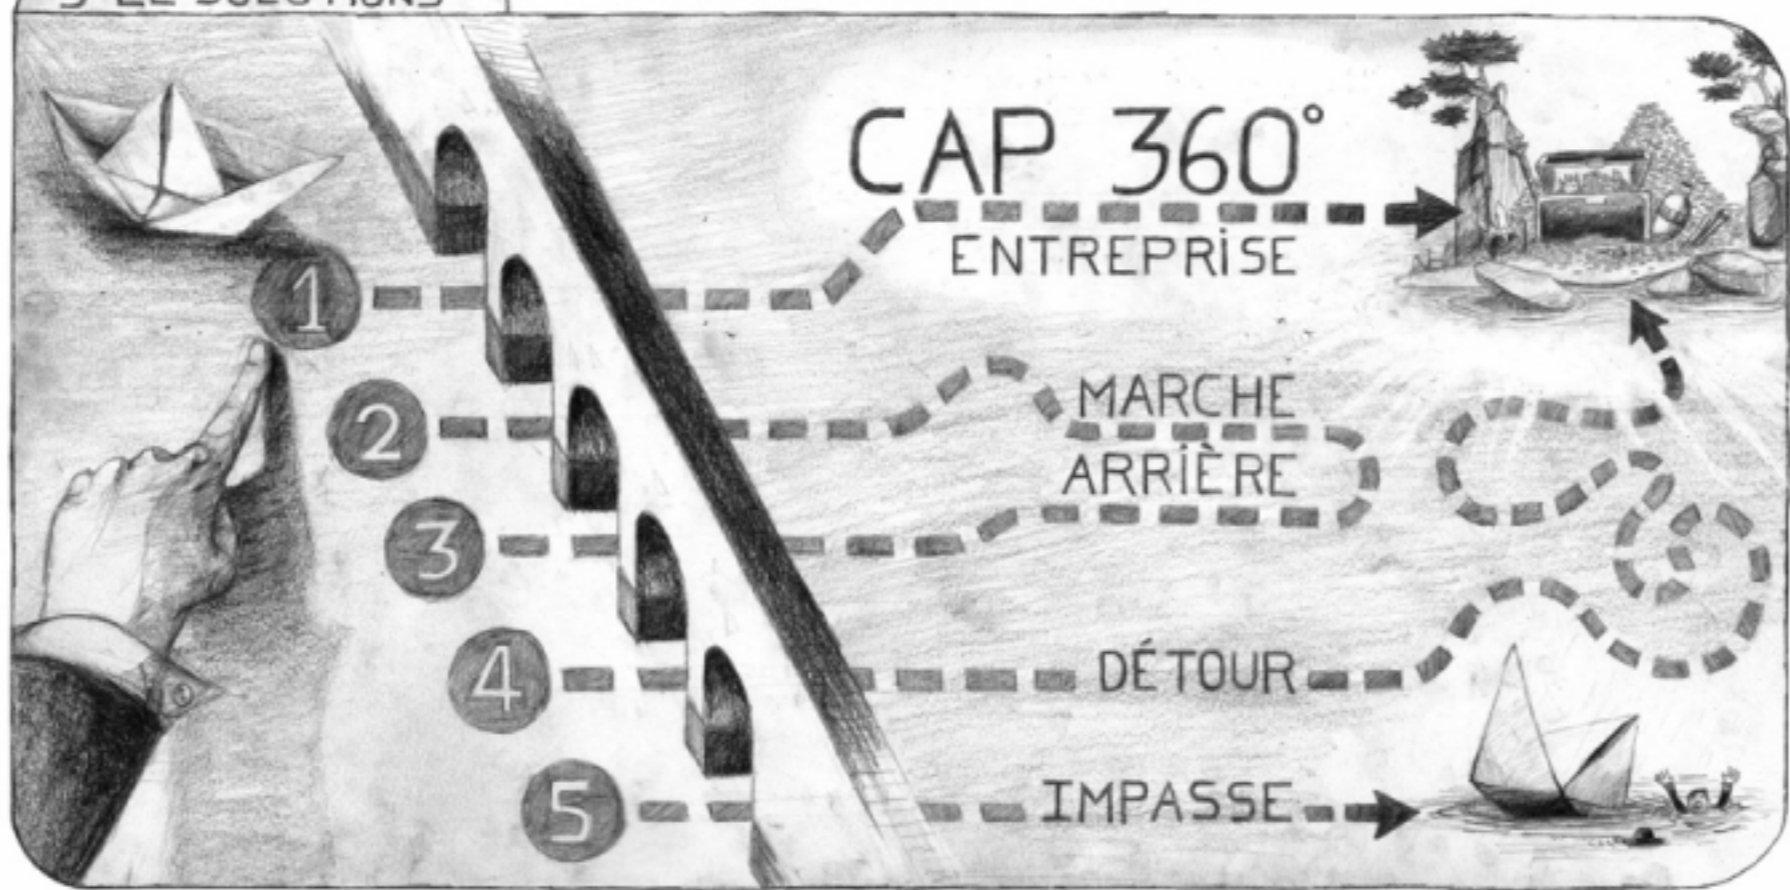 CAP 360°
ENTREPRISE
1
2
MARCHE
ARRIÈRE
3
4
DÉTOUR
5
IMPASSE